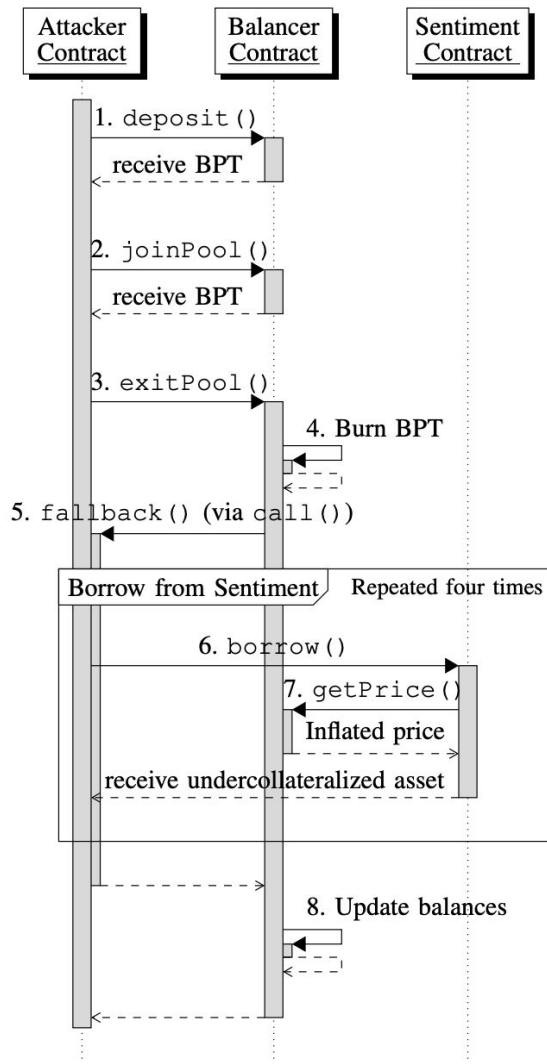 Attacker
Contract
Balancer
Contract
Sentiment
Contract
1. deposit()
receive BPT
2. joinPool()
receive BPT
3. exitPool()
4. Burn BPT
5. fallback() (via call())
Borrow from Sentiment
Repeated four times
6. borrow()
7. getPrice()
Inflated price
receive undercollateralized asset
8. Update balances